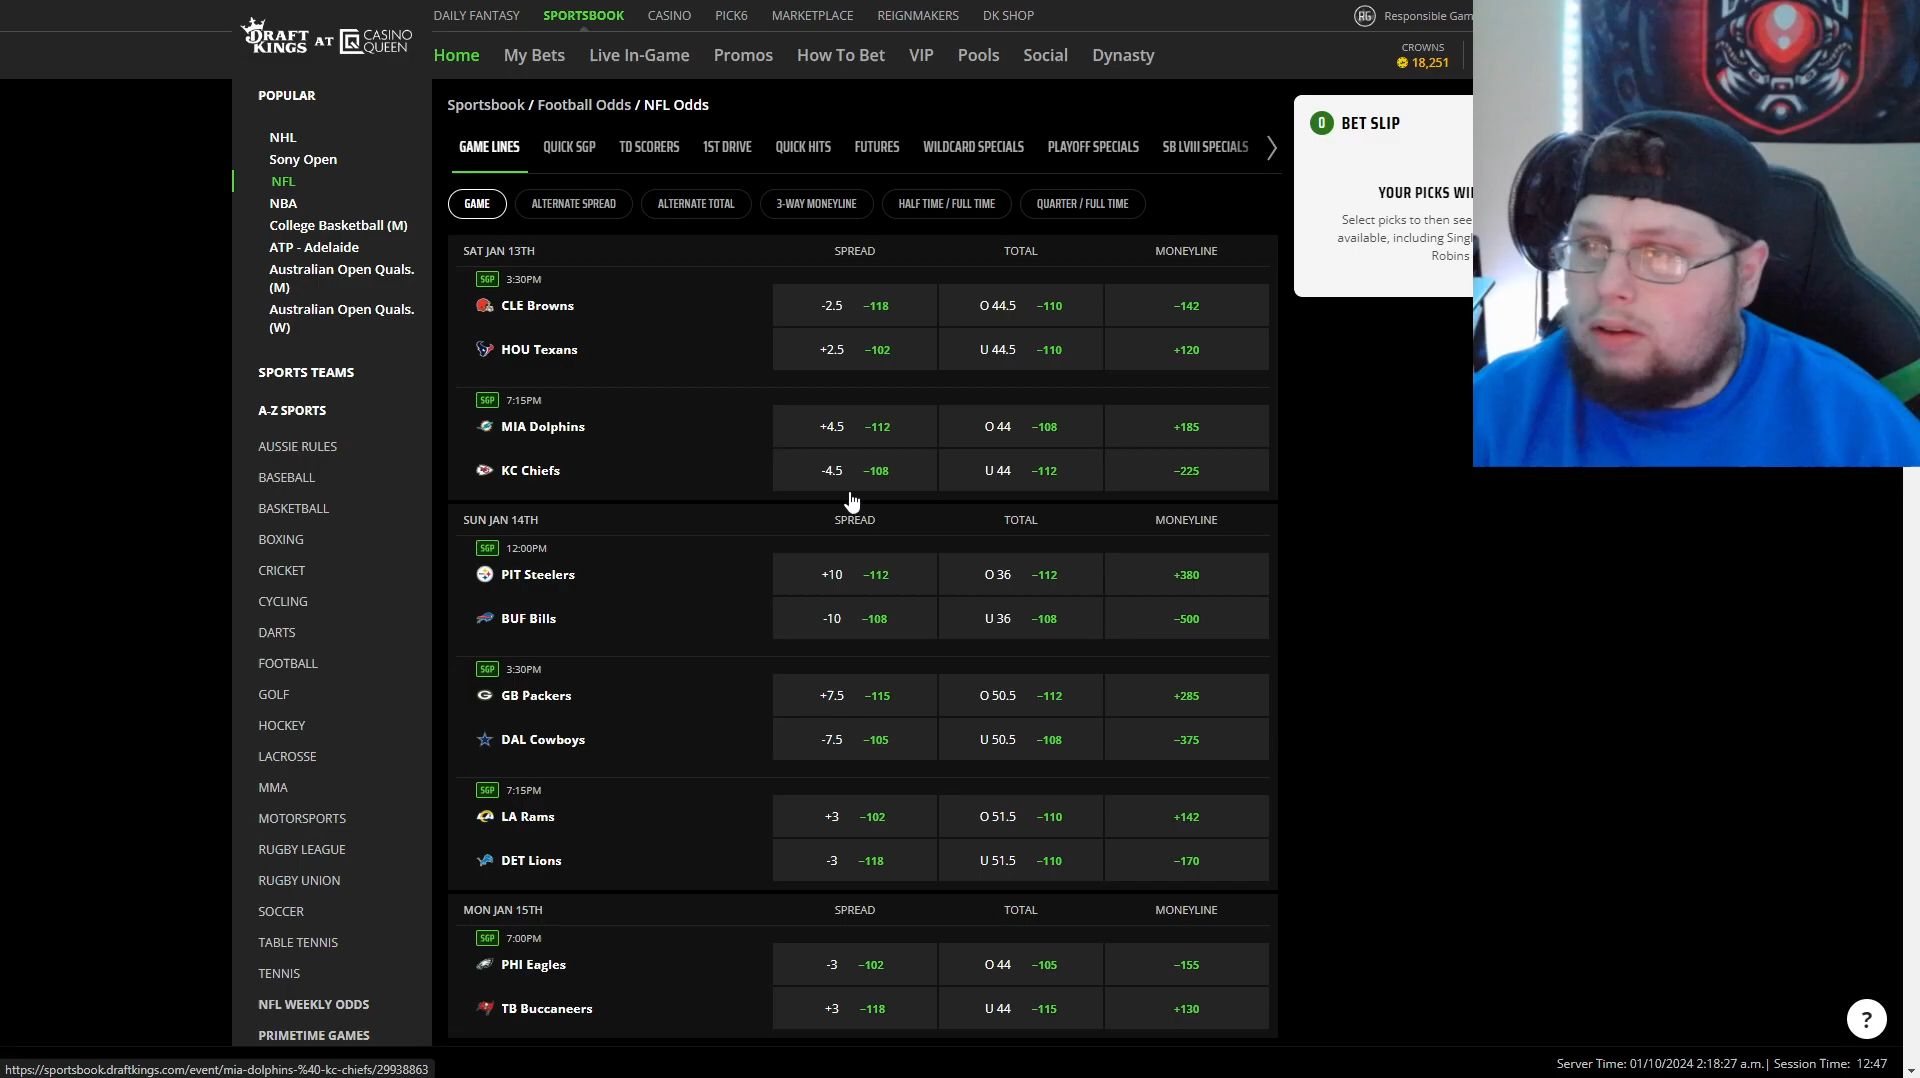 DRAFT KINGS AT CASINO QUEEN
DAILY FANTASY SPORTSBOOK CASINO PICK6 MARKETPLACE REIGNMAKERS DK SHOP
RG Responsible Gam
Home My Bets Live In-Game Promos How To Bet VIP Pools Social Dynasty
CROWNS
18,251
POPULAR
NHL
Sony Open
NFL
NBA
College Basketball (M)
ATP - Adelaide
Australian Open Quals.
(M)
Australian Open Quals.
(W)
SPORTS TEAMS
A-Z SPORTS
AUSSIE RULES
BASEBALL
BASKETBALL
BOXING
CRICKET
CYCLING
DARTS
FOOTBALL
GOLF
HOCKEY
LACROSSE
MMA
MOTORSPORTS
RUGBY LEAGUE
RUGBY UNION
SOCCER
TABLE TENNIS
TENNIS
NFL WEEKLY ODDS
PRIMETIME GAMES
Sportsbook / Football Odds / NFL Odds
GAME LINES QUICK SGP TD SCORERS 1ST DRIVE QUICK HITS FUTURES WILDCARD SPECIALS PLAYOFF SPECIALS SB LVIII SPECIALS
GAME ALTERNATE SPREAD ALTERNATE TOTAL 3-WAY MONEYLINE HALF TIME / FULL TIME QUARTER / FULL TIME
SAT JAN 13TH SPREAD TOTAL MONEYLINE
SGP 3:30PM
CLE Browns -2.5 −118 O 44.5 −110 −142
HOU Texans +2.5 −102 U 44.5 −110 +120
SGP 7:15PM
MIA Dolphins +4.5 −112 O 44 −108 +185
KC Chiefs -4.5 −108 U 44 −112 −225
SUN JAN 14TH SPREAD TOTAL MONEYLINE
SGP 12:00PM
PIT Steelers +10 −112 O 36 −112 +380
BUF Bills -10 −108 U 36 −108 −500
SGP 3:30PM
GB Packers +7.5 −115 O 50.5 −112 +285
DAL Cowboys -7.5 −105 U 50.5 −108 −375
SGP 7:15PM
LA Rams +3 −102 O 51.5 −110 +142
DET Lions -3 −118 U 51.5 −110 −170
MON JAN 15TH SPREAD TOTAL MONEYLINE
SGP 7:00PM
PHI Eagles -3 −102 O 44 −105 −155
TB Buccaneers +3 −118 U 44 −115 +130
0 BET SLIP
YOUR PICKS WI
Select picks to then see
available, including Singl
Robins
?
https://sportsbook.draftkings.com/event/mia-dolphins-%40-kc-chiefs/29938863
Server Time: 01/10/2024 2:18:27 a.m.| Session Time: 12:47